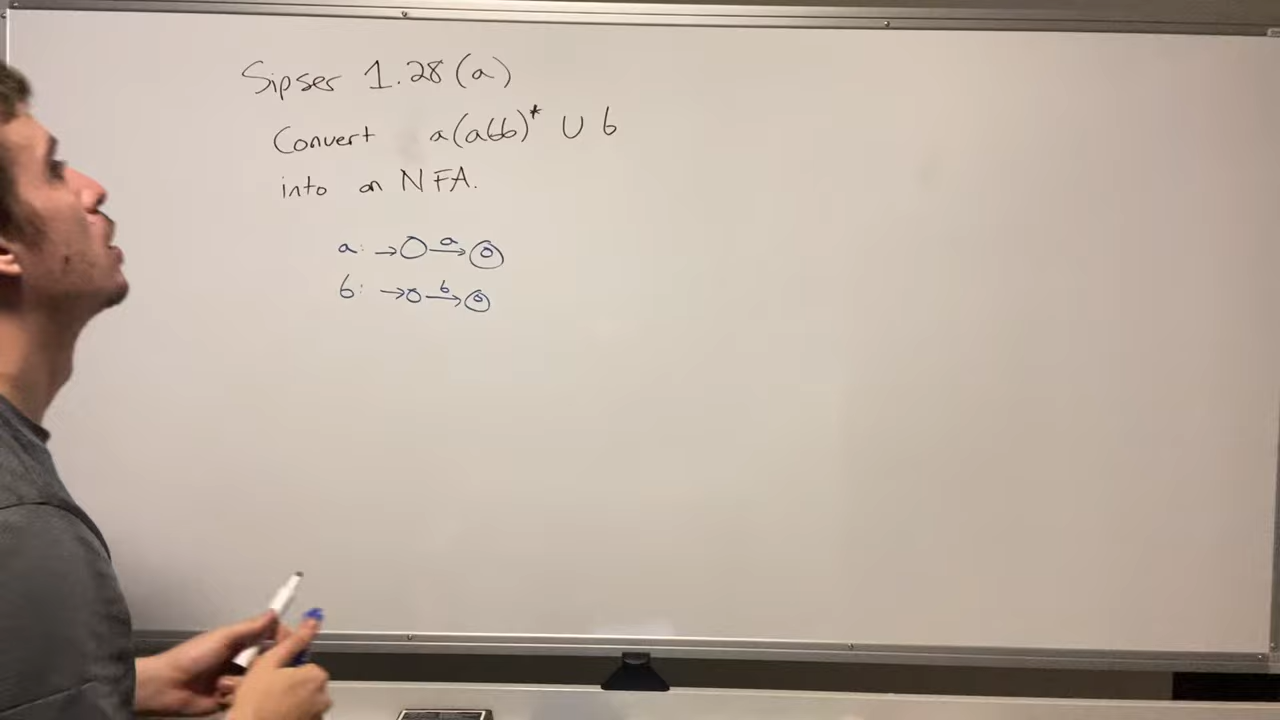 Sipser 1.28(a)
Convert a(abb)* ∪ b
into an NFA.
a: →○ a→ ◎
b: →○ b→ ◎